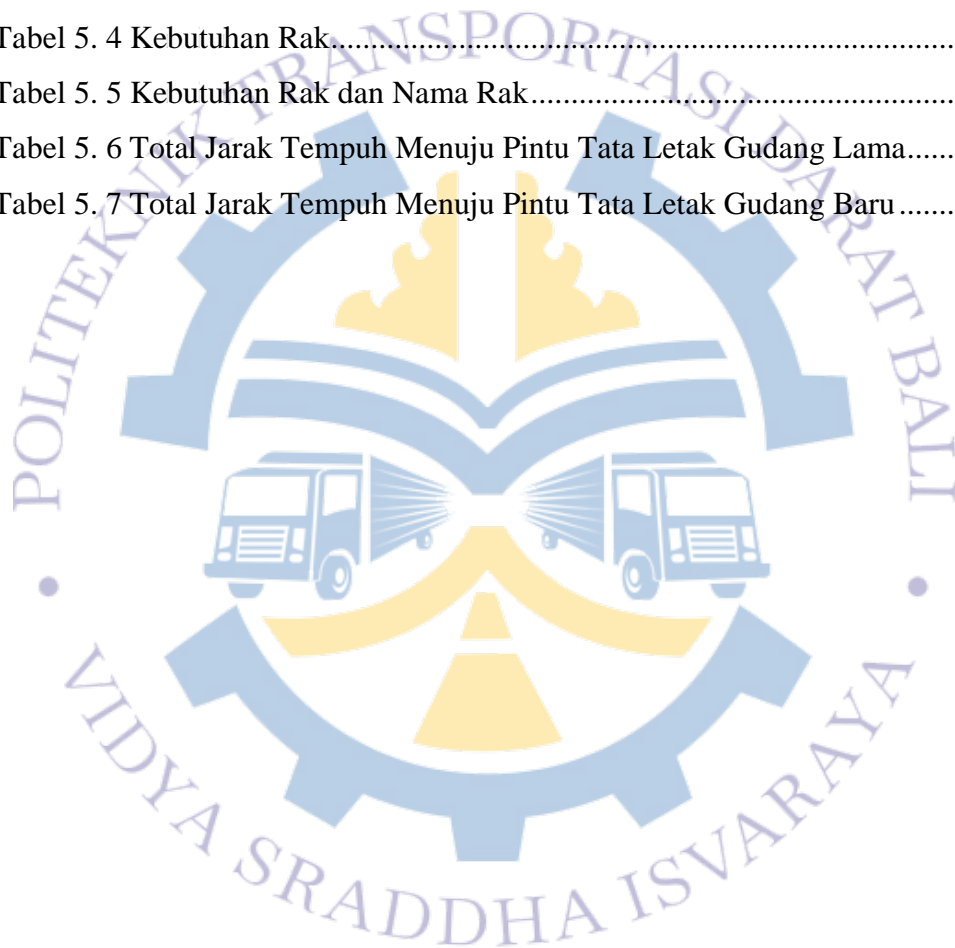 Tabel 5. 4 Kebutuhan Rak...........................................................................
Tabel 5. 5 Kebutuhan Rak dan Nama Rak....................................................
Tabel 5. 6 Total Jarak Tempuh Menuju Pintu Tata Letak Gudang Lama......
Tabel 5. 7 Total Jarak Tempuh Menuju Pintu Tata Letak Gudang Baru.......
POLITEKNIK TRANSPORTASI DARAT BALI
VIDYA SRADDHA ISVARAYA